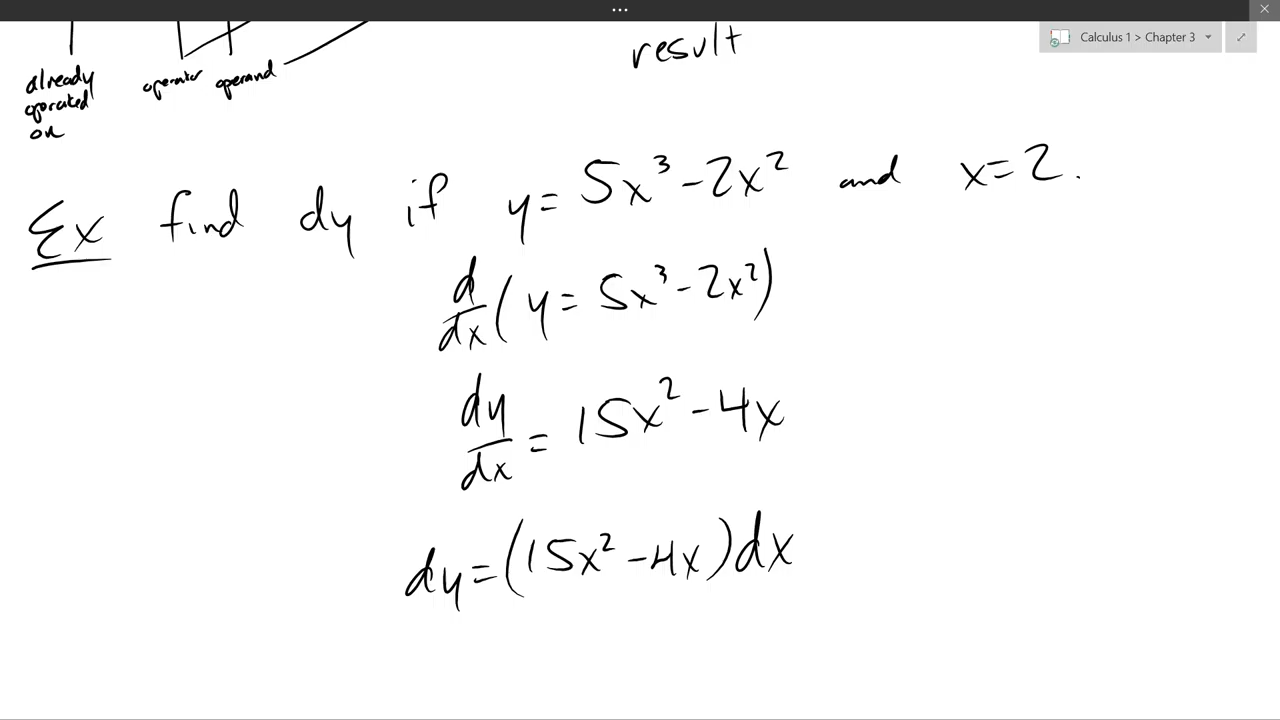 ...
Calculus 1 > Chapter 3
result
already operated on
operator operand
Ex find dy if y = 5x³ - 2x² and x = 2.
d/dx (y = 5x³ - 2x²)
dy/dx = 15x² - 4x
dy = (15x² - 4x) dx